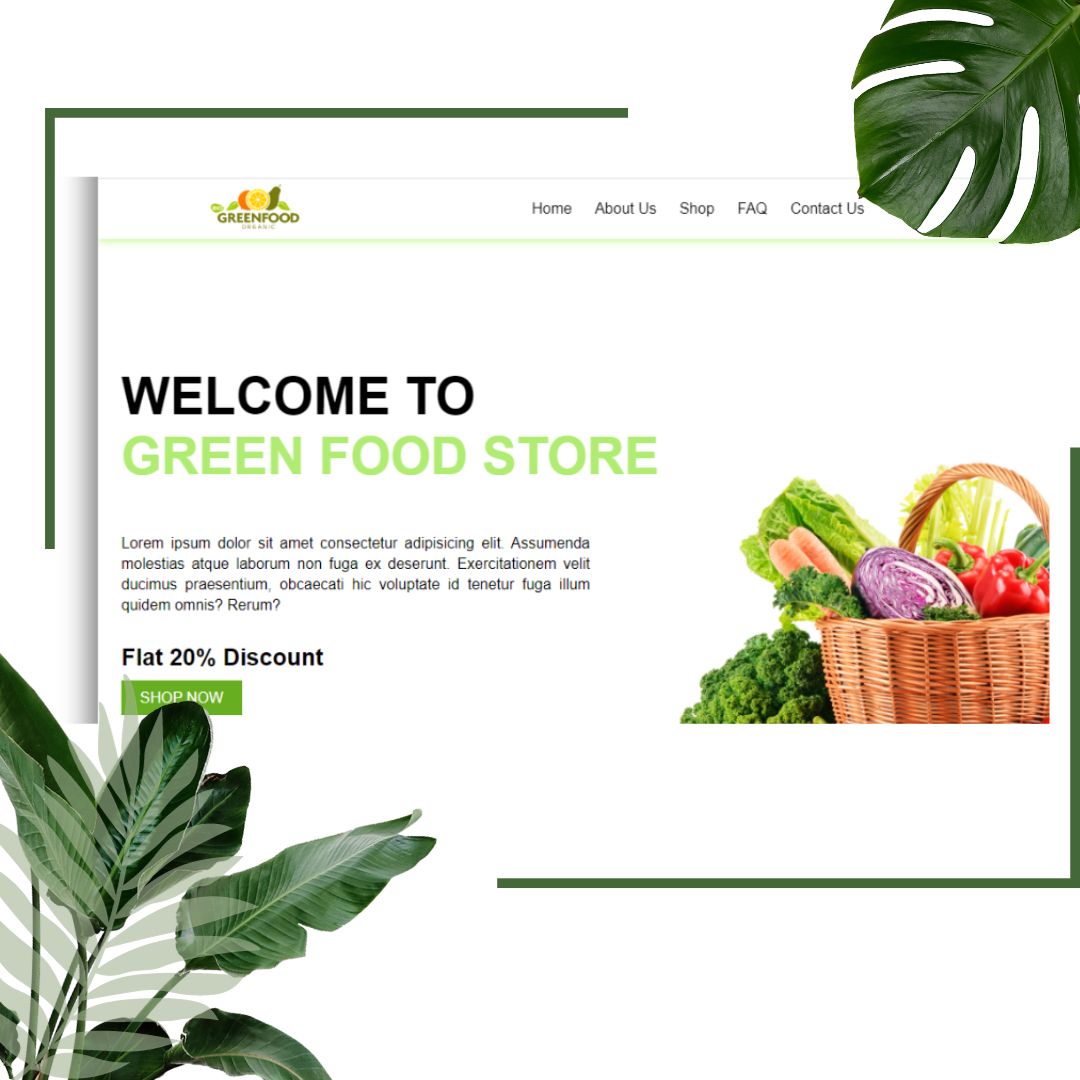 GREENFOOD
ORGANIC
Home About Us Shop FAQ Contact Us
WELCOME TO
GREEN FOOD STORE
Lorem ipsum dolor sit amet consectetur adipisicing elit. Assumenda
molestias atque laborum non fuga ex deserunt. Exercitationem velit
ducimus praesentium, obcaecati hic voluptate id tenetur fuga illum
quidem omnis? Rerum?
Flat 20% Discount
SHOP NOW